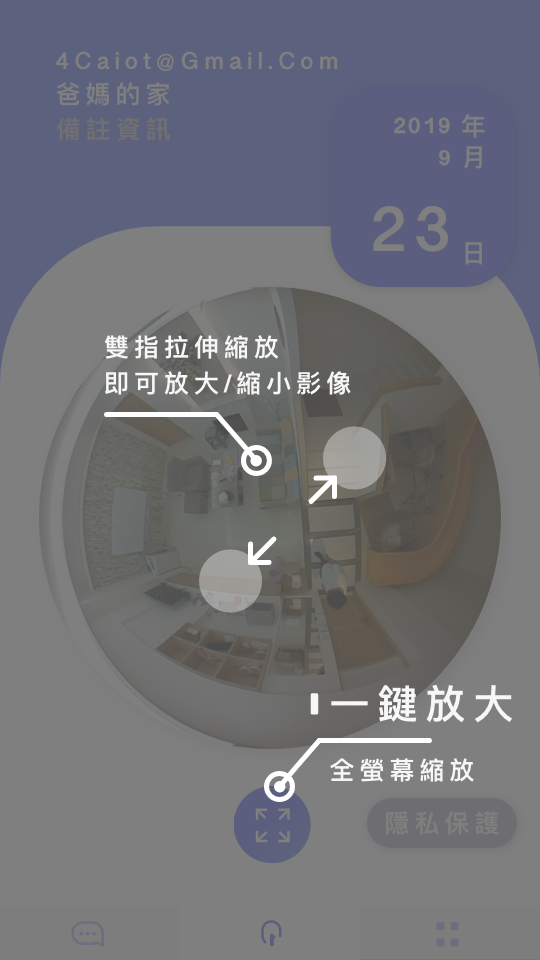 4Caiot@Gmail.Com
爸媽的家
備註資訊
2019 年
9 月
23 日
雙指拉伸縮放
即可放大/縮小影像
一鍵放大
全螢幕縮放
隱私保護